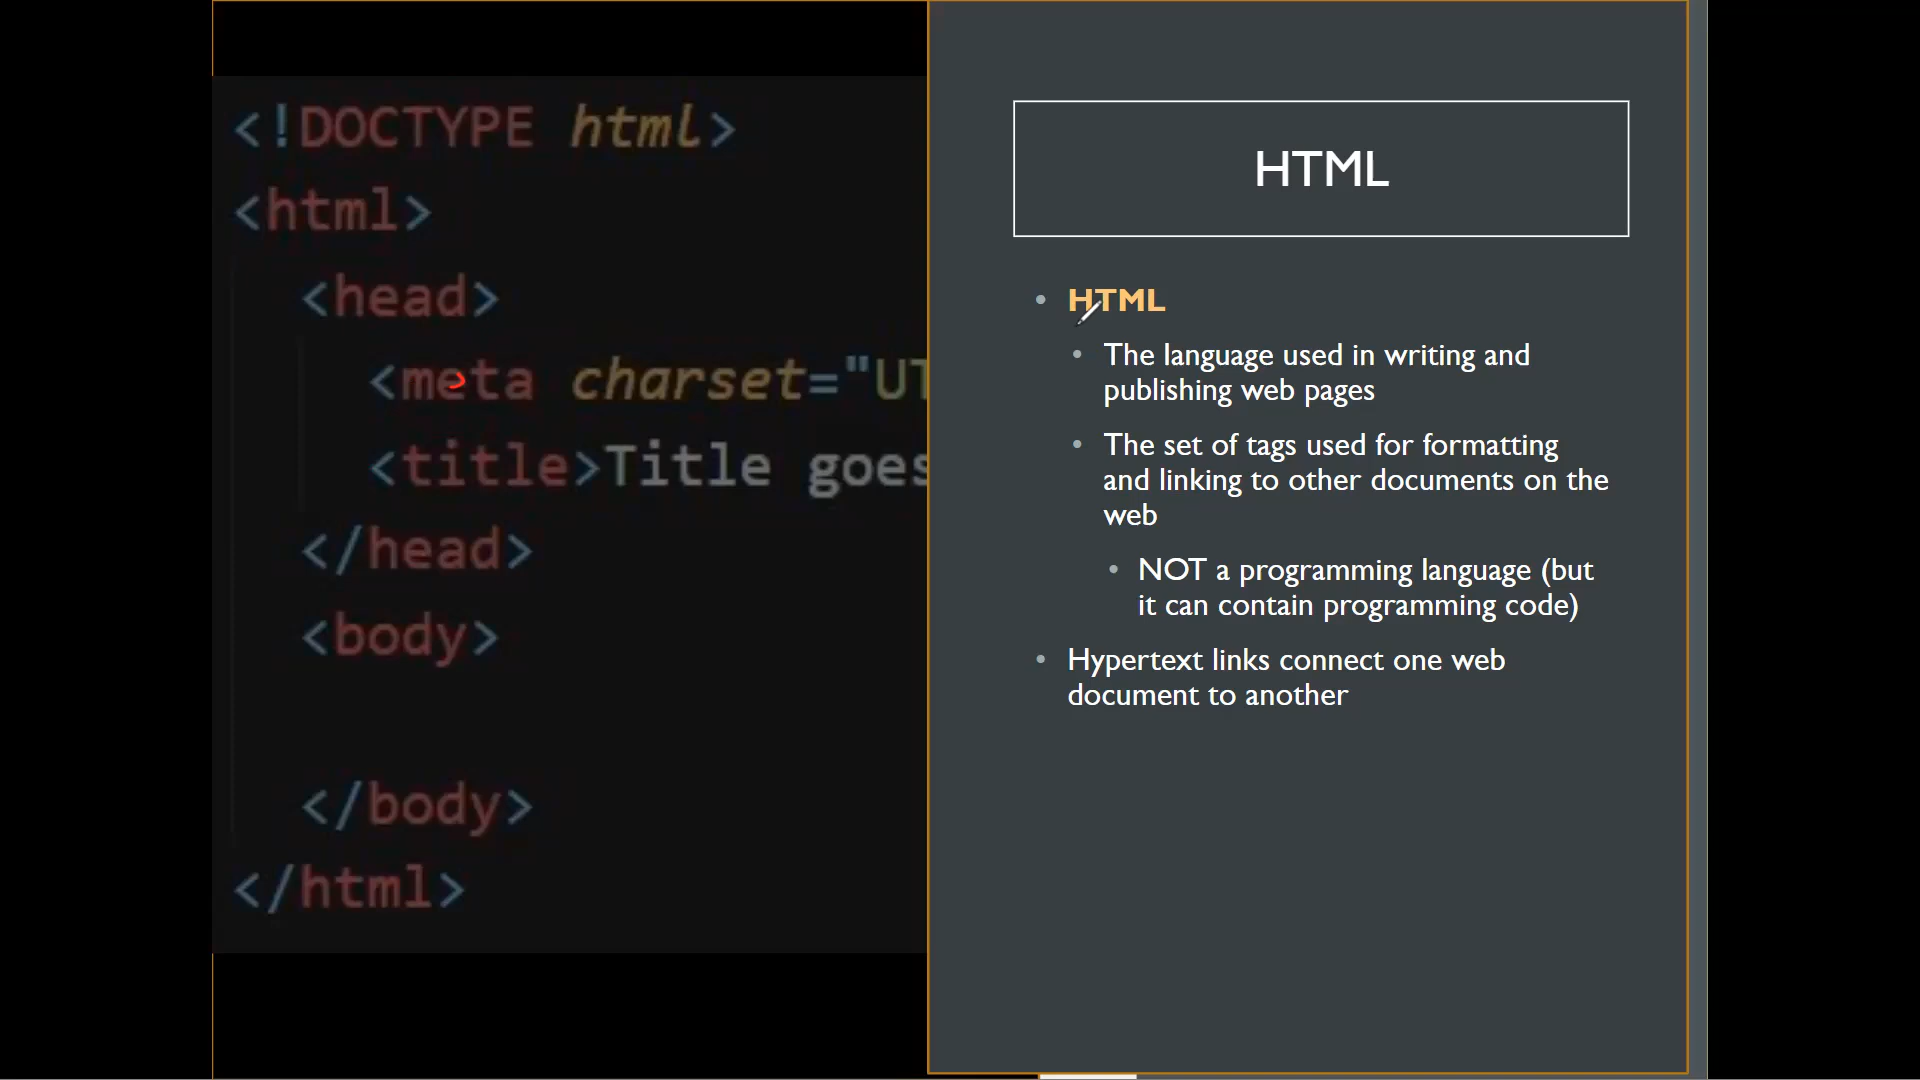 <!DOCTYPE html>
<html>
<head>
<meta charset="UT
<title>Title goes
</head>
<body>
</body>
</html>
HTML
• HTML
• The language used in writing and
publishing web pages
• The set of tags used for formatting
and linking to other documents on the
web
• NOT a programming language (but
it can contain programming code)
• Hypertext links connect one web
document to another